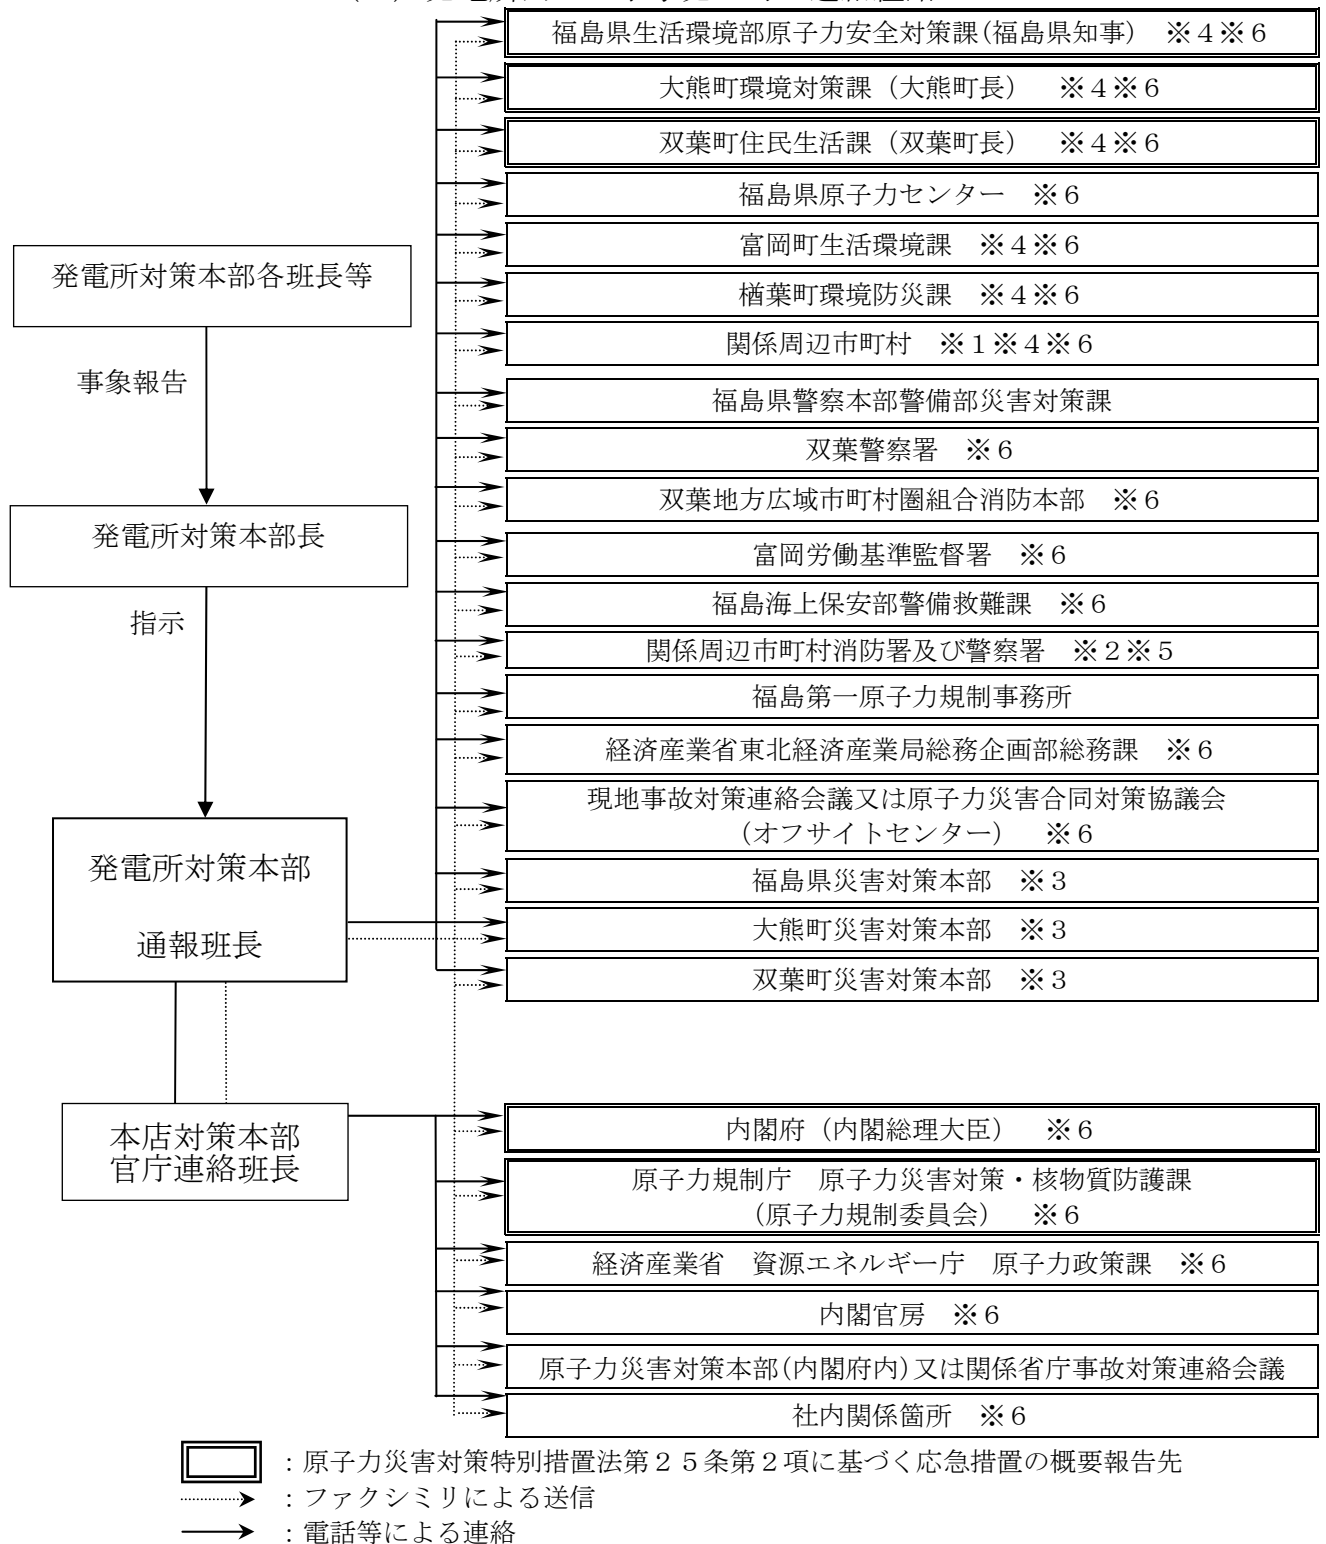 福島県生活環境部原子力安全対策課(福島県知事)　※４※６
大熊町環境対策課（大熊町長）　※４※６
双葉町住民生活課（双葉町長）　※４※６
福島県原子力センター　※６
富岡町生活環境課　※４※６
楢葉町環境防災課　※４※６
関係周辺市町村　※１※４※６
福島県警察本部警備部災害対策課
双葉警察署　※６
双葉地方広域市町村圏組合消防本部　※６
富岡労働基準監督署　※６
福島海上保安部警備救難課　※６
関係周辺市町村消防署及び警察署　※２※５
福島第一原子力規制事務所
経済産業省東北経済産業局総務企画部総務課　※６
現地事故対策連絡会議又は原子力災害合同対策協議会
（オフサイトセンター）　※６
福島県災害対策本部　※３
大熊町災害対策本部　※３
双葉町災害対策本部　※３
発電所対策本部各班長等
事象報告
発電所対策本部長
指示
発電所対策本部
通報班長
本店対策本部
官庁連絡班長
内閣府（内閣総理大臣）　※６
原子力規制庁　原子力災害対策・核物質防護課
（原子力規制委員会）　※６
経済産業省　資源エネルギー庁　原子力政策課　※６
内閣官房　※６
原子力災害対策本部(内閣府内)又は関係省庁事故対策連絡会議
社内関係箇所　※６
：原子力災害対策特別措置法第２５条第２項に基づく応急措置の概要報告先
：ファクシミリによる送信
：電話等による連絡